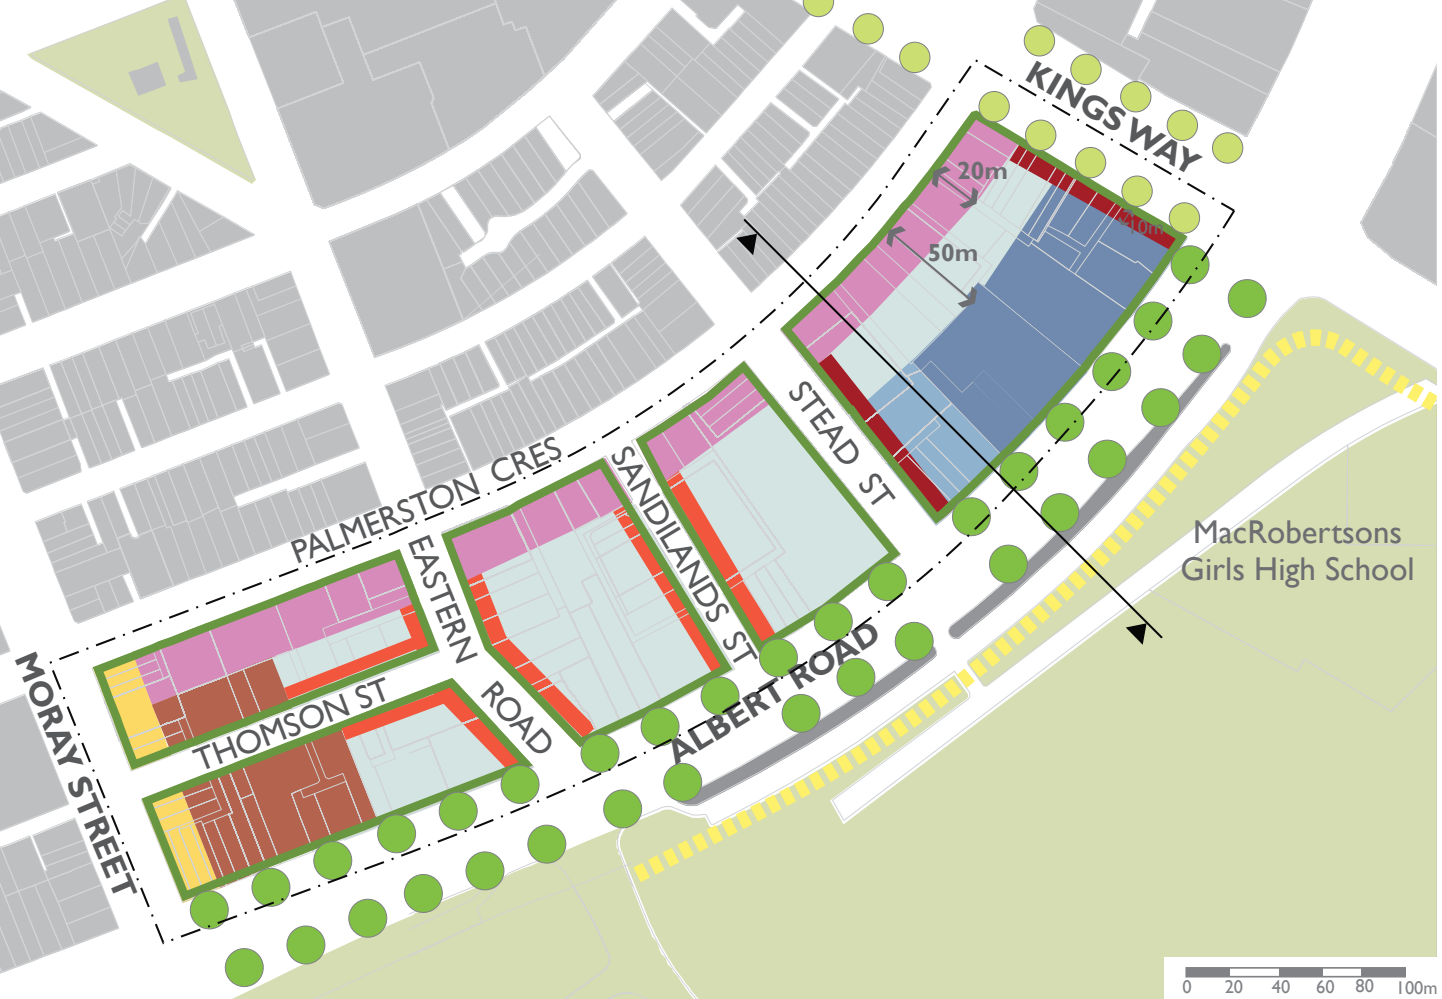 KINGS WAY
20m
10m
50m
STEAD ST
PALMERSTON CRES
SANDILANDS ST
EASTERN
ROAD
MacRobertsons
Girls High School
MORAY STREET
THOMSON ST
ALBERT ROAD
0 20 40 60 80 100m